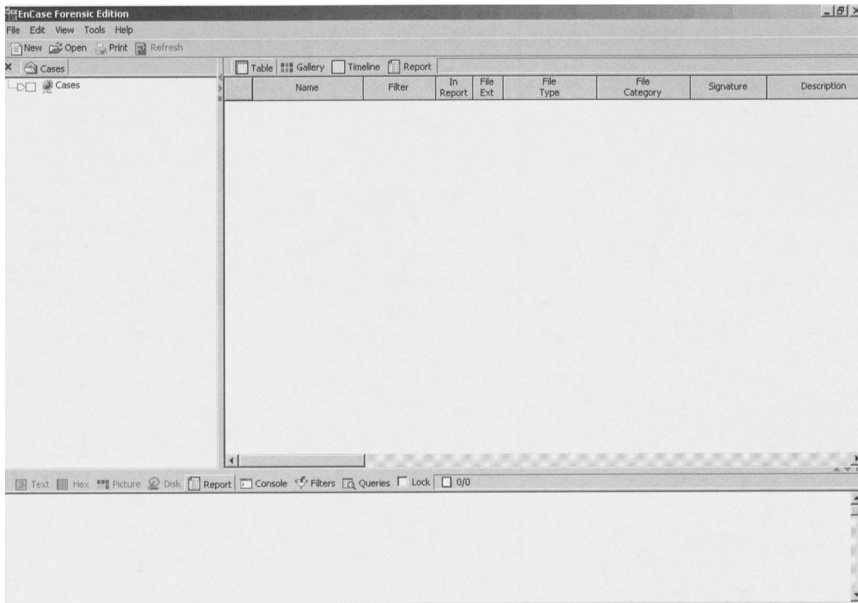 EnCase Forensic Edition
File Edit View Tools Help
New Open Print Refresh
Cases
Table Gallery Timeline Report
Cases
Name Filter In Report File Ext File Type File Category Signature Description
Text Hex Picture Disk Report Console Filters Queries Lock 0/0